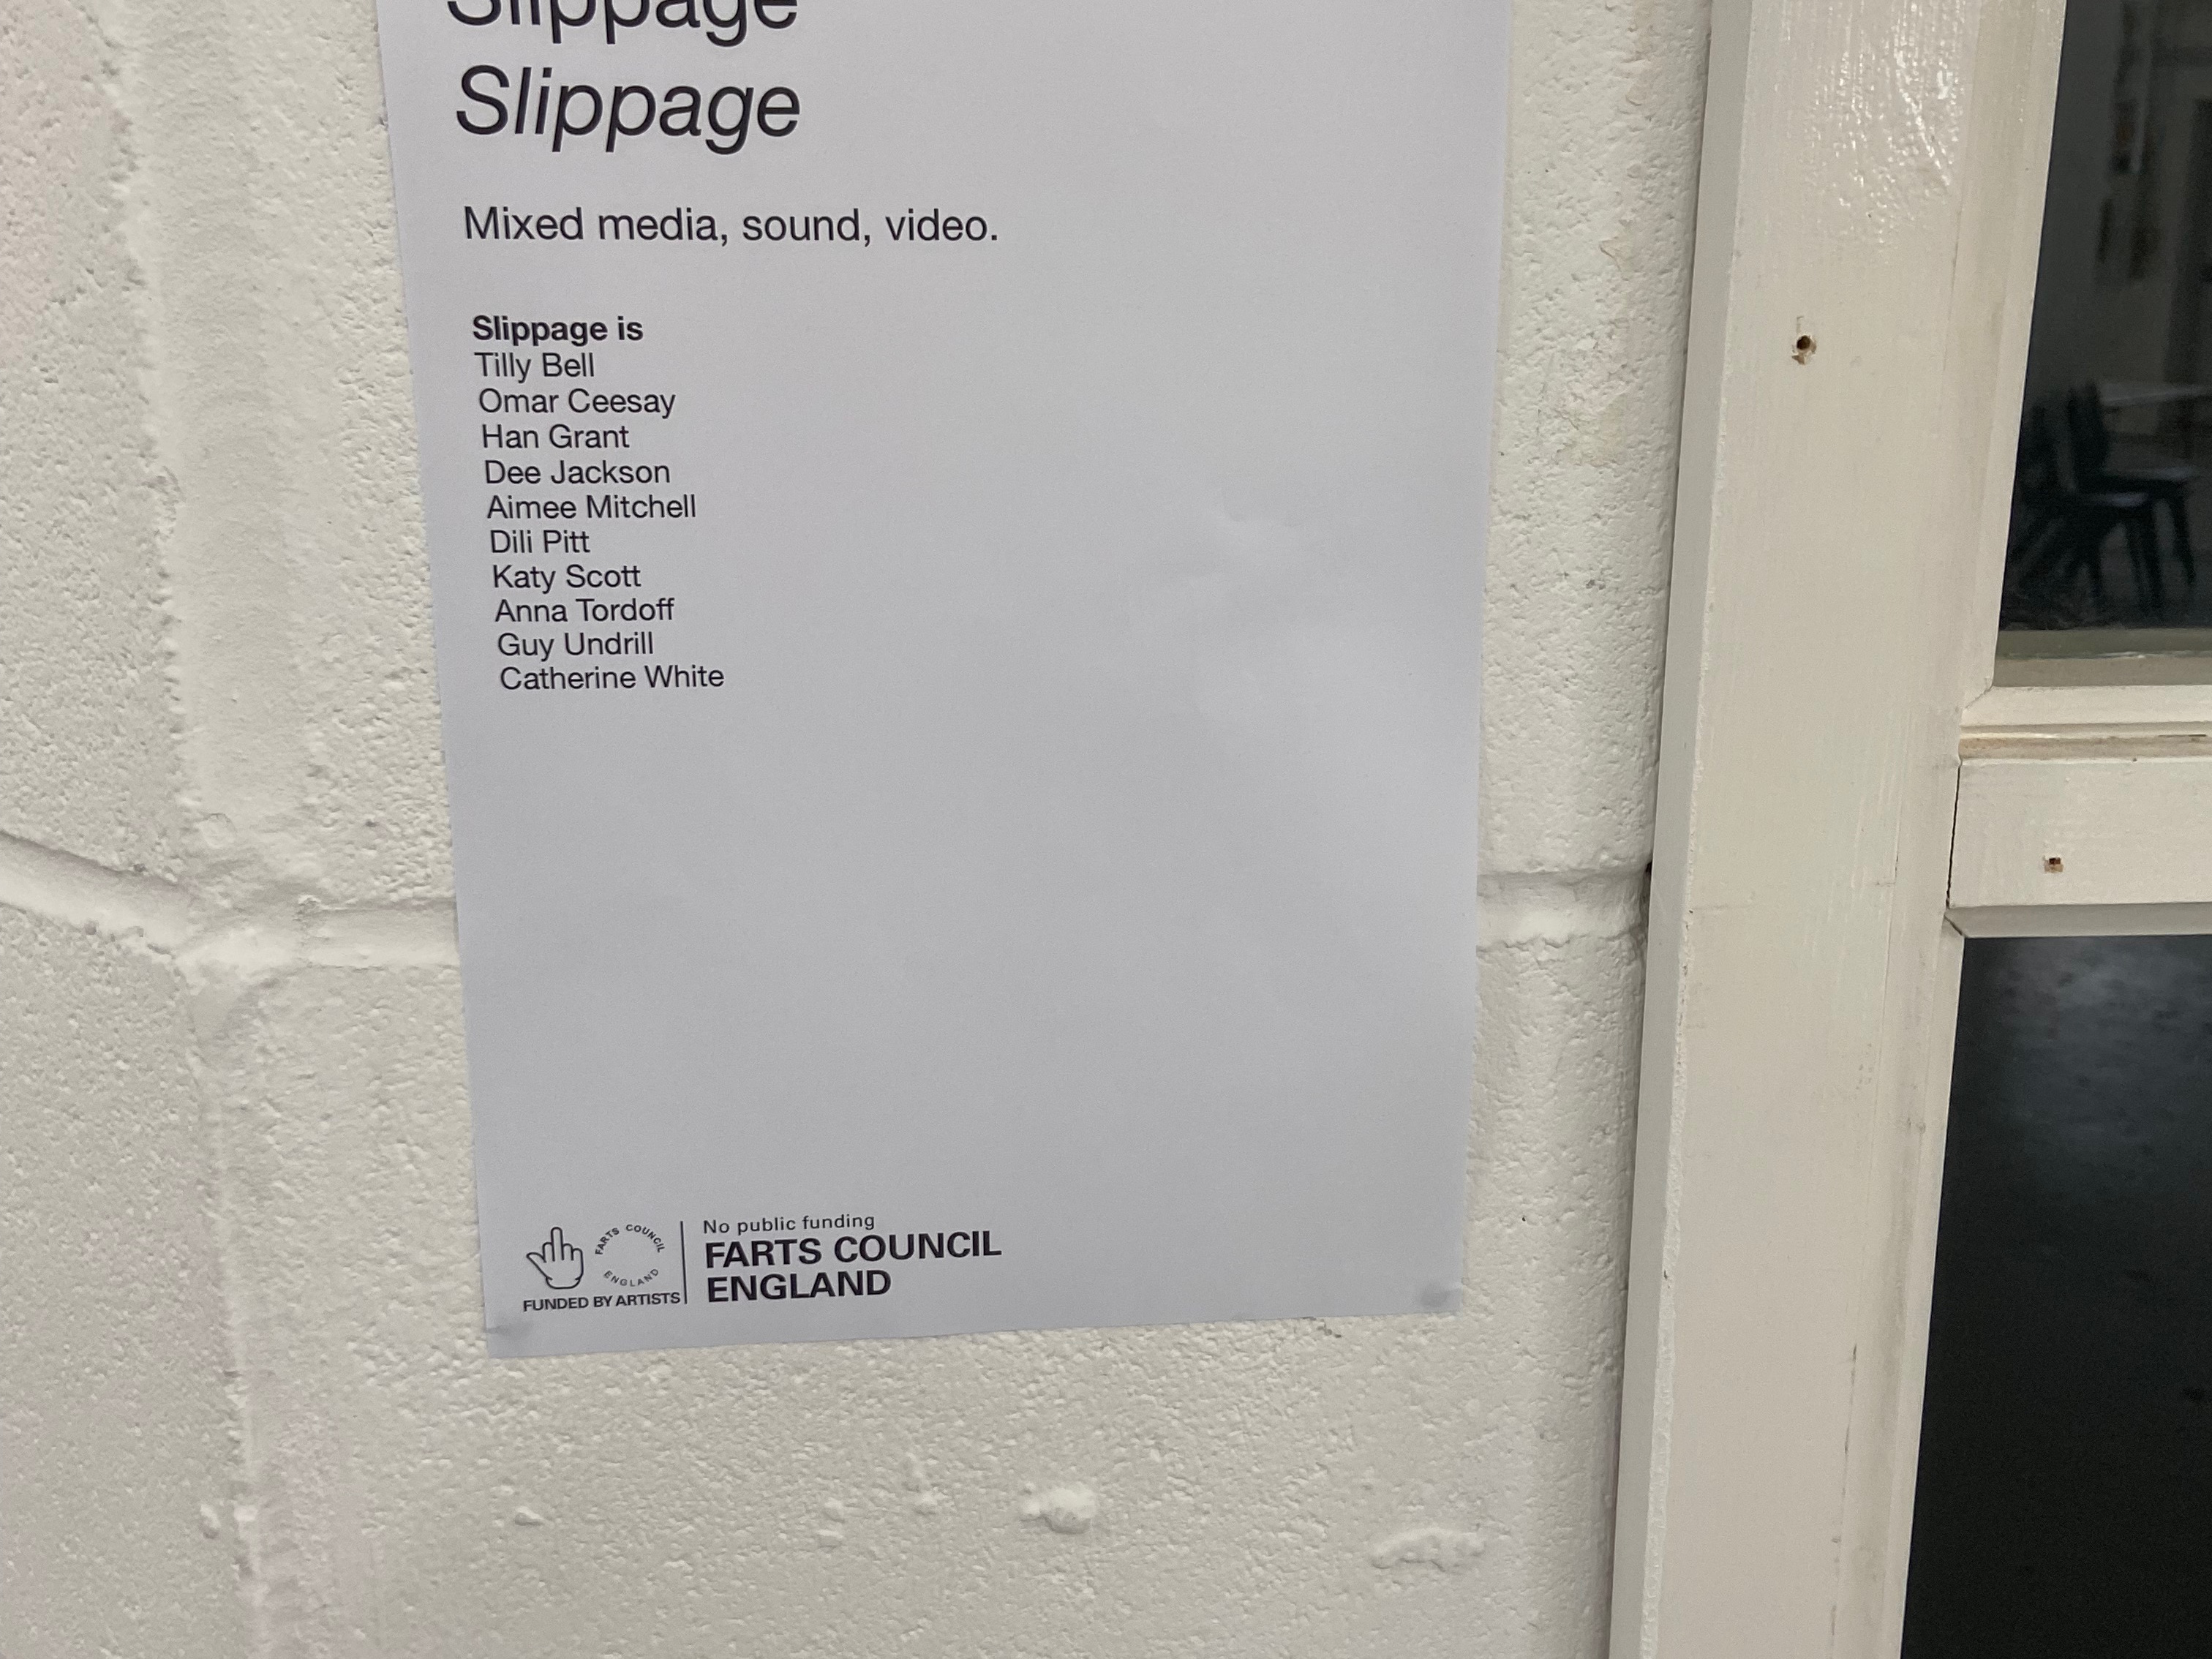 Slippage
Slippage
Mixed media, sound, video.
Slippage is
Tilly Bell
Omar Ceesay
Han Grant
Dee Jackson
Aimee Mitchell
Dili Pitt
Katy Scott
Anna Tordoff
Guy Undrill
Catherine White
FARTS COUNCIL
ENGLAND
FUNDED BY ARTISTS
No public funding
FARTS COUNCIL
ENGLAND